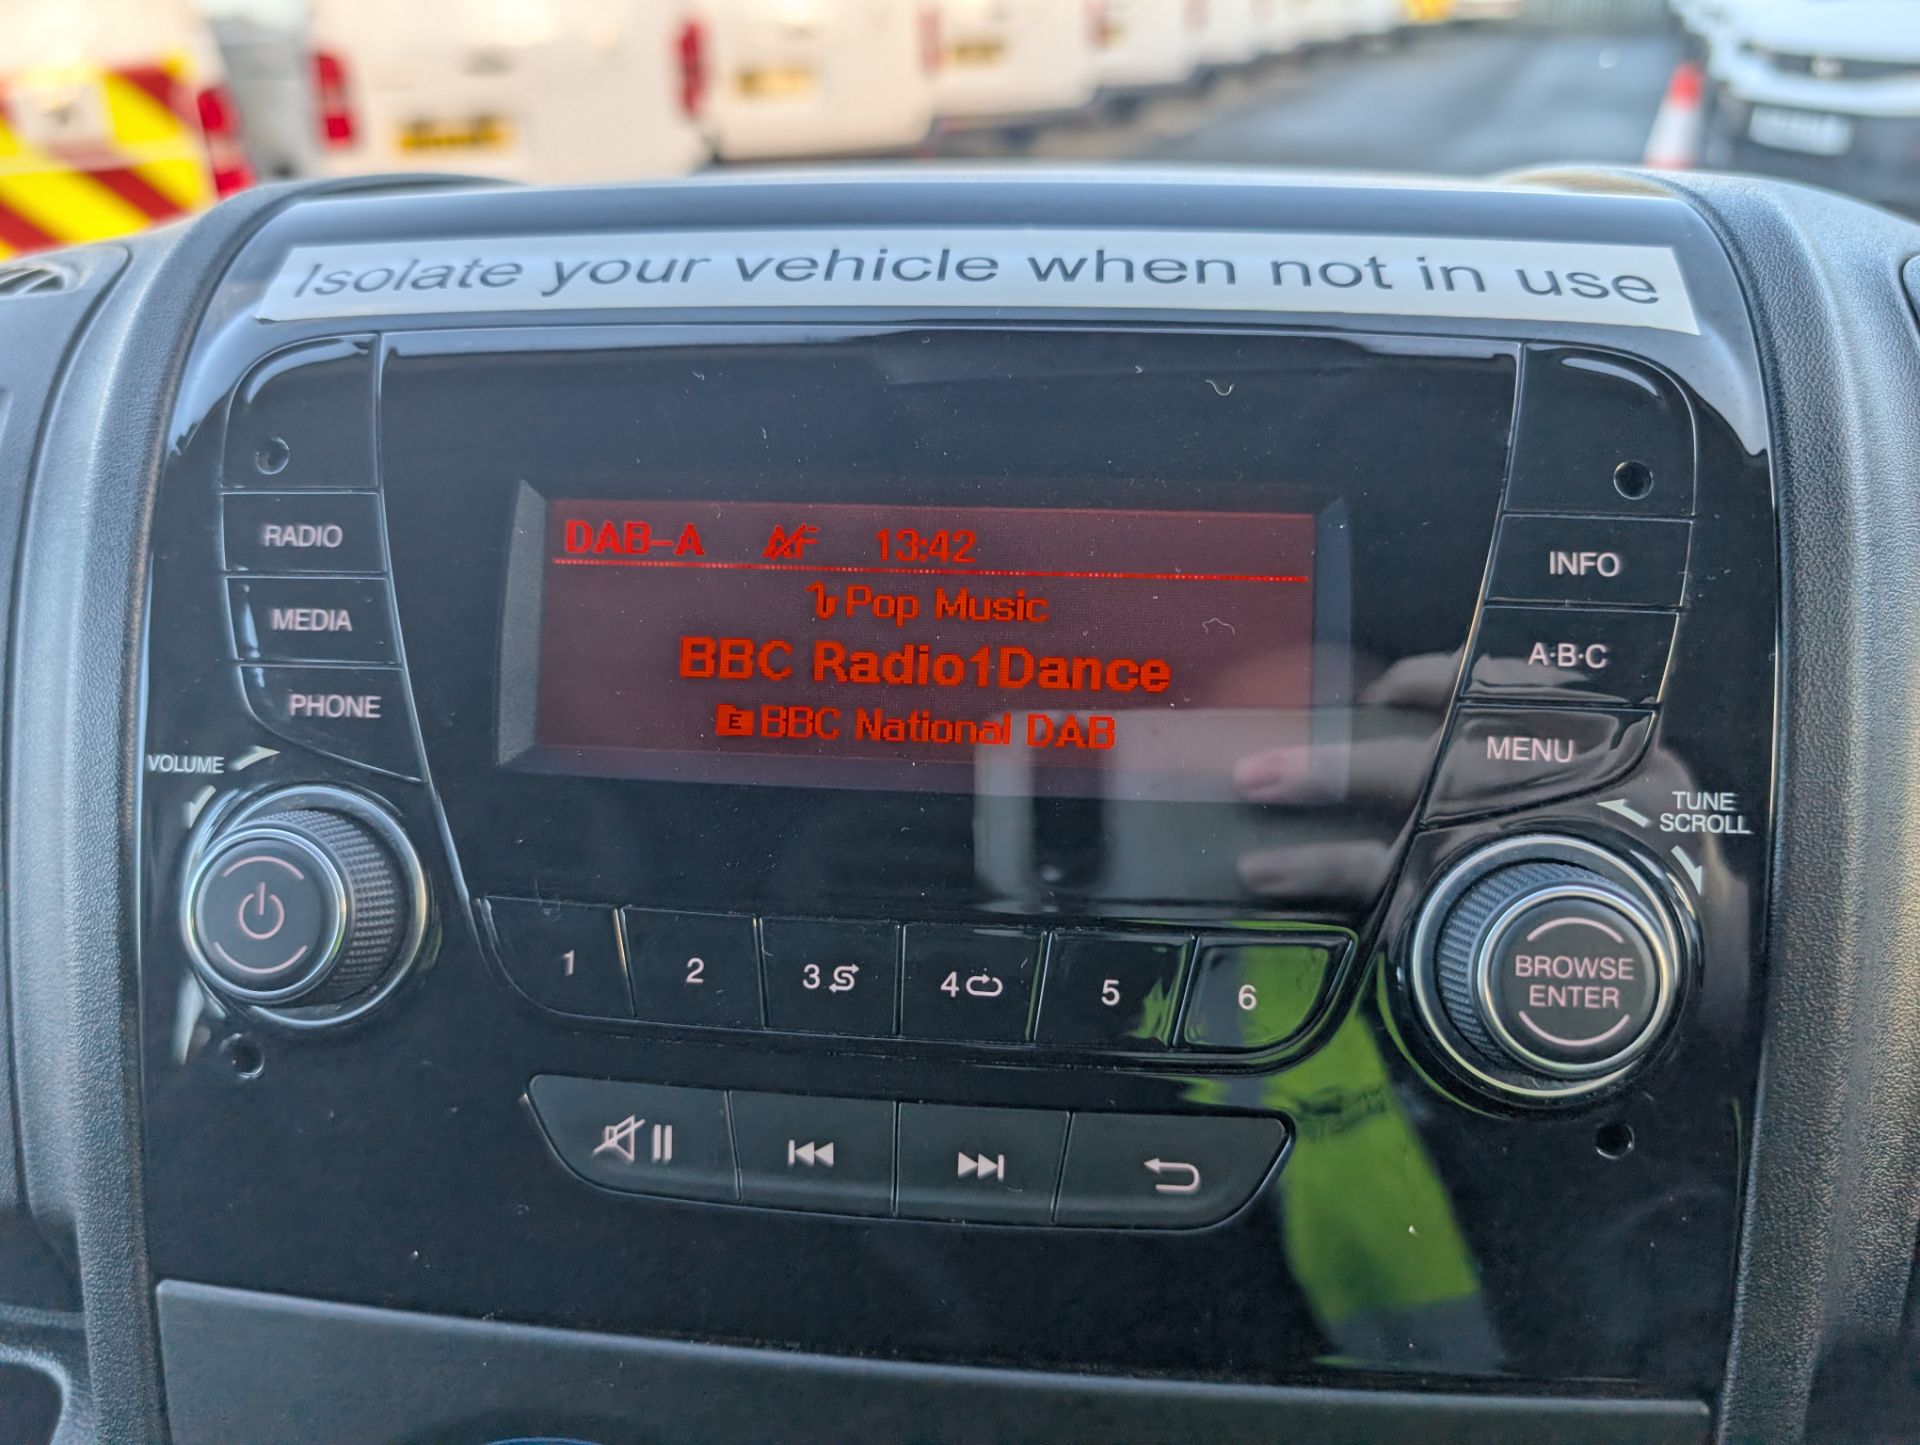 Isolate your vehicle when not in use
RADIO
MEDIA
PHONE
VOLUME
DAB-A AF 13:42
Pop Music
BBC Radio1Dance
E BBC National DAB
INFO
A·B·C
MENU
TUNE
SCROLL
BROWSE
ENTER
1 2 3 4 5 6